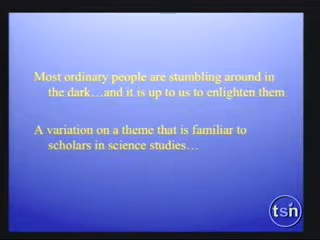 Most ordinary people are stumbling around in
the dark…and it is up to us to enlighten them
A variation on a theme that is familiar to
scholars in science studies…
tsn